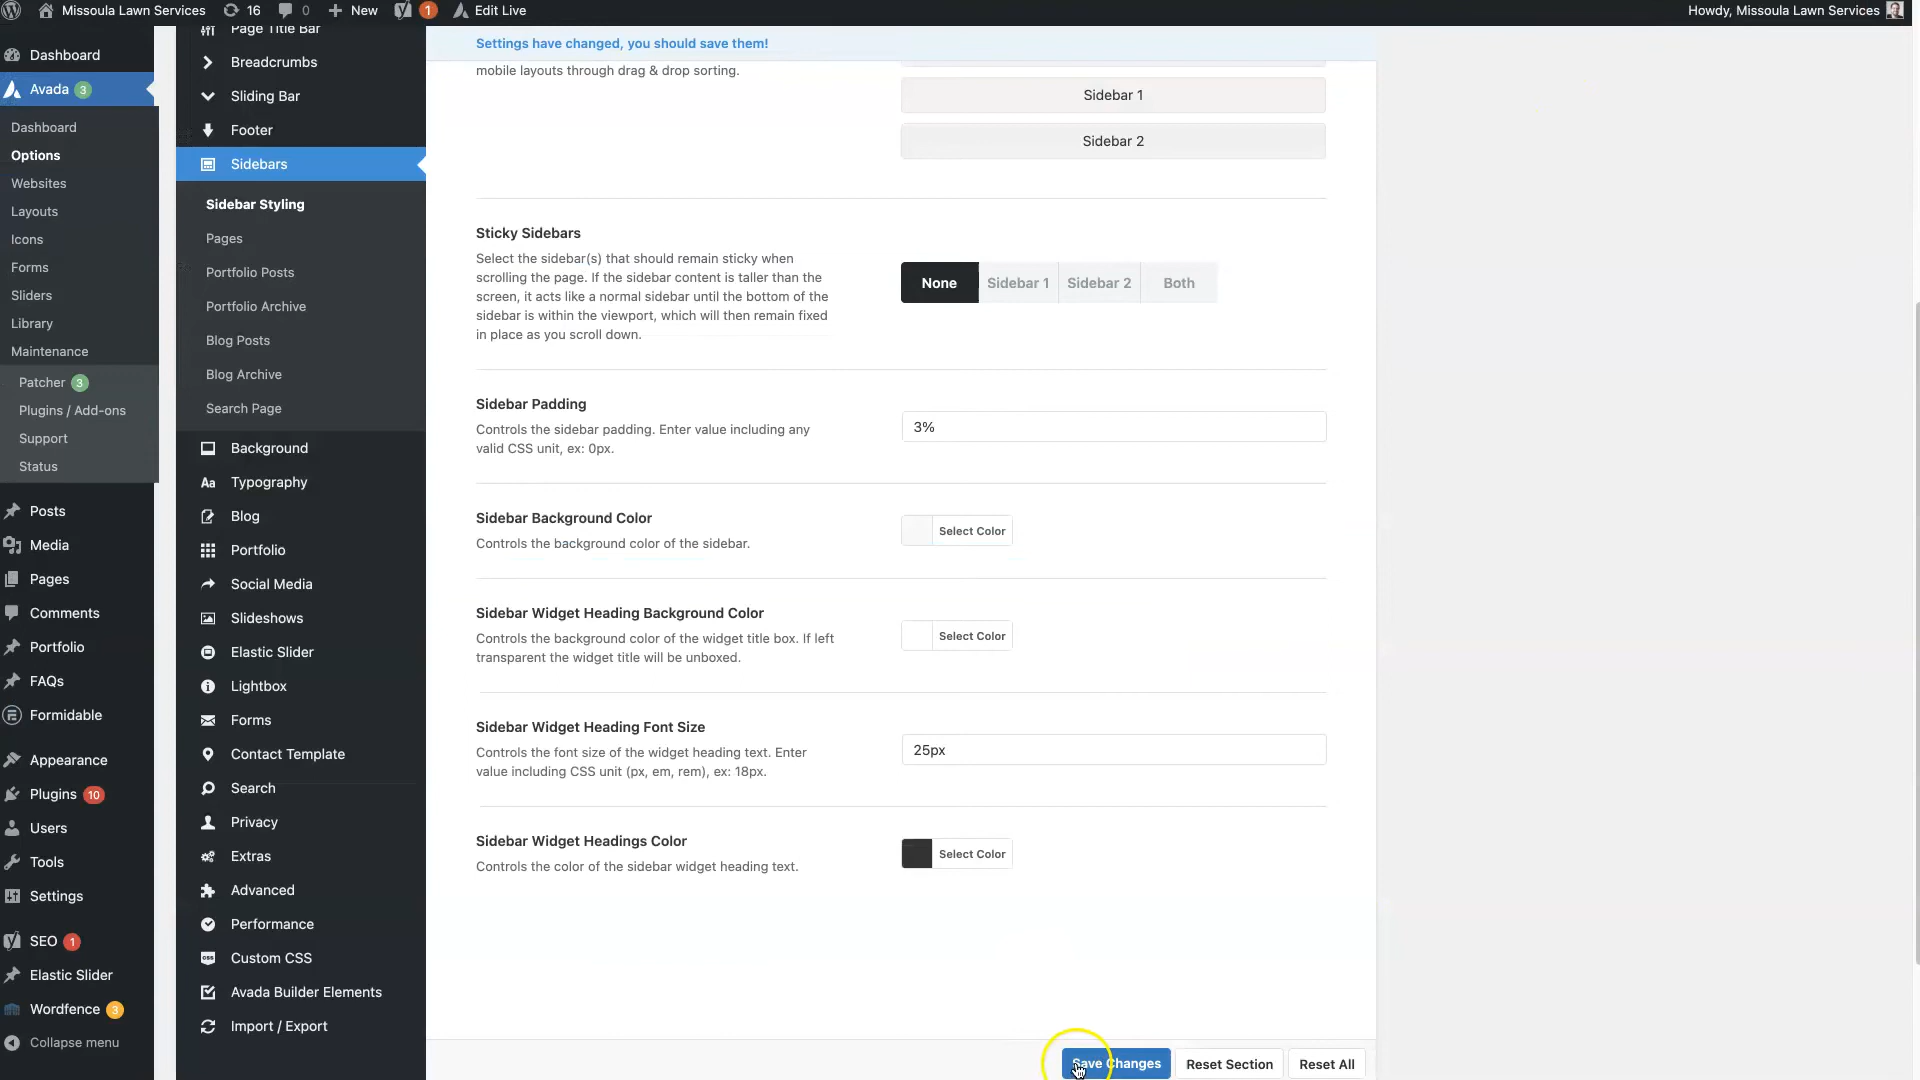 Missoula Lawn Services
16
0
New
1
Edit Live
Howdy, Missoula Lawn Services
Dashboard
Avada 3
Dashboard
Options
Websites
Layouts
Icons
Forms
Sliders
Library
Maintenance
Patcher 3
Plugins / Add-ons
Support
Status
Posts
Media
Pages
Comments
Portfolio
FAQs
Formidable
Appearance
Plugins 10
Users
Tools
Settings
SEO 1
Elastic Slider
Wordfence 3
Collapse menu
Page Title Bar
Breadcrumbs
Sliding Bar
Footer
Sidebars
Sidebar Styling
Pages
Portfolio Posts
Portfolio Archive
Blog Posts
Blog Archive
Search Page
Background
Aa Typography
Blog
Portfolio
Social Media
Slideshows
Elastic Slider
Lightbox
Forms
Contact Template
Search
Privacy
Extras
Advanced
Performance
Custom CSS
Avada Builder Elements
Import / Export
Settings have changed, you should save them!
mobile layouts through drag & drop sorting.
Sidebar 1
Sidebar 2
Sticky Sidebars
Select the sidebar(s) that should remain sticky when
scrolling the page. If the sidebar content is taller than the
screen, it acts like a normal sidebar until the bottom of the
sidebar is within the viewport, which will then remain fixed
in place as you scroll down.
None Sidebar 1 Sidebar 2 Both
Sidebar Padding
Controls the sidebar padding. Enter value including any
valid CSS unit, ex: 0px.
3%
Sidebar Background Color
Controls the background color of the sidebar.
Select Color
Sidebar Widget Heading Background Color
Controls the background color of the widget title box. If left
transparent the widget title will be unboxed.
Select Color
Sidebar Widget Heading Font Size
Controls the font size of the widget heading text. Enter
value including CSS unit (px, em, rem), ex: 18px.
25px
Sidebar Widget Headings Color
Controls the color of the sidebar widget heading text.
Select Color
Save Changes Reset Section Reset All